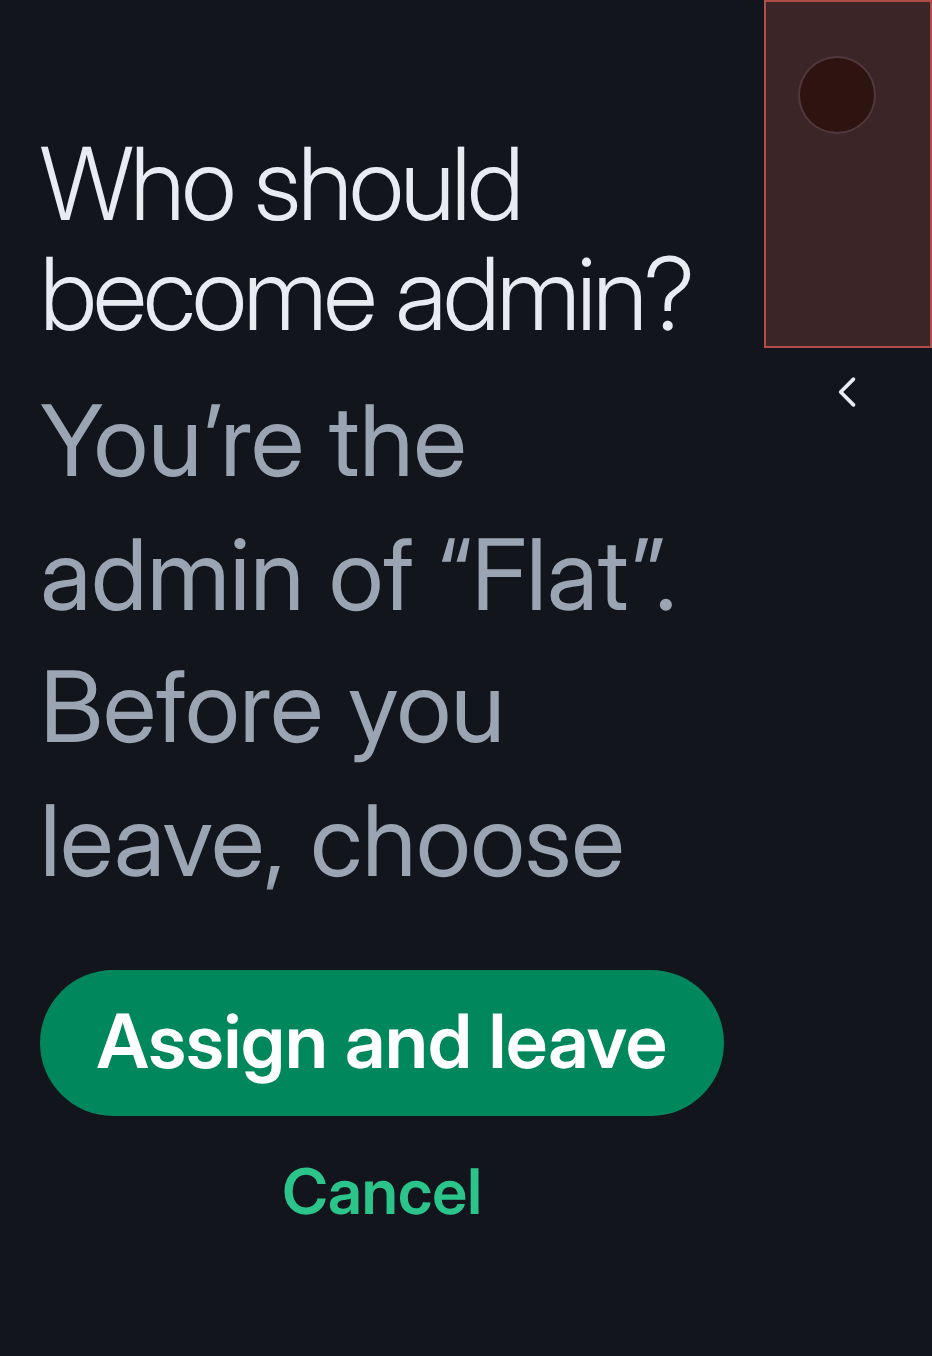 Who should
become admin?
You’re the
admin of “Flat”.
Before you
leave, choose
Assign and leave
Cancel